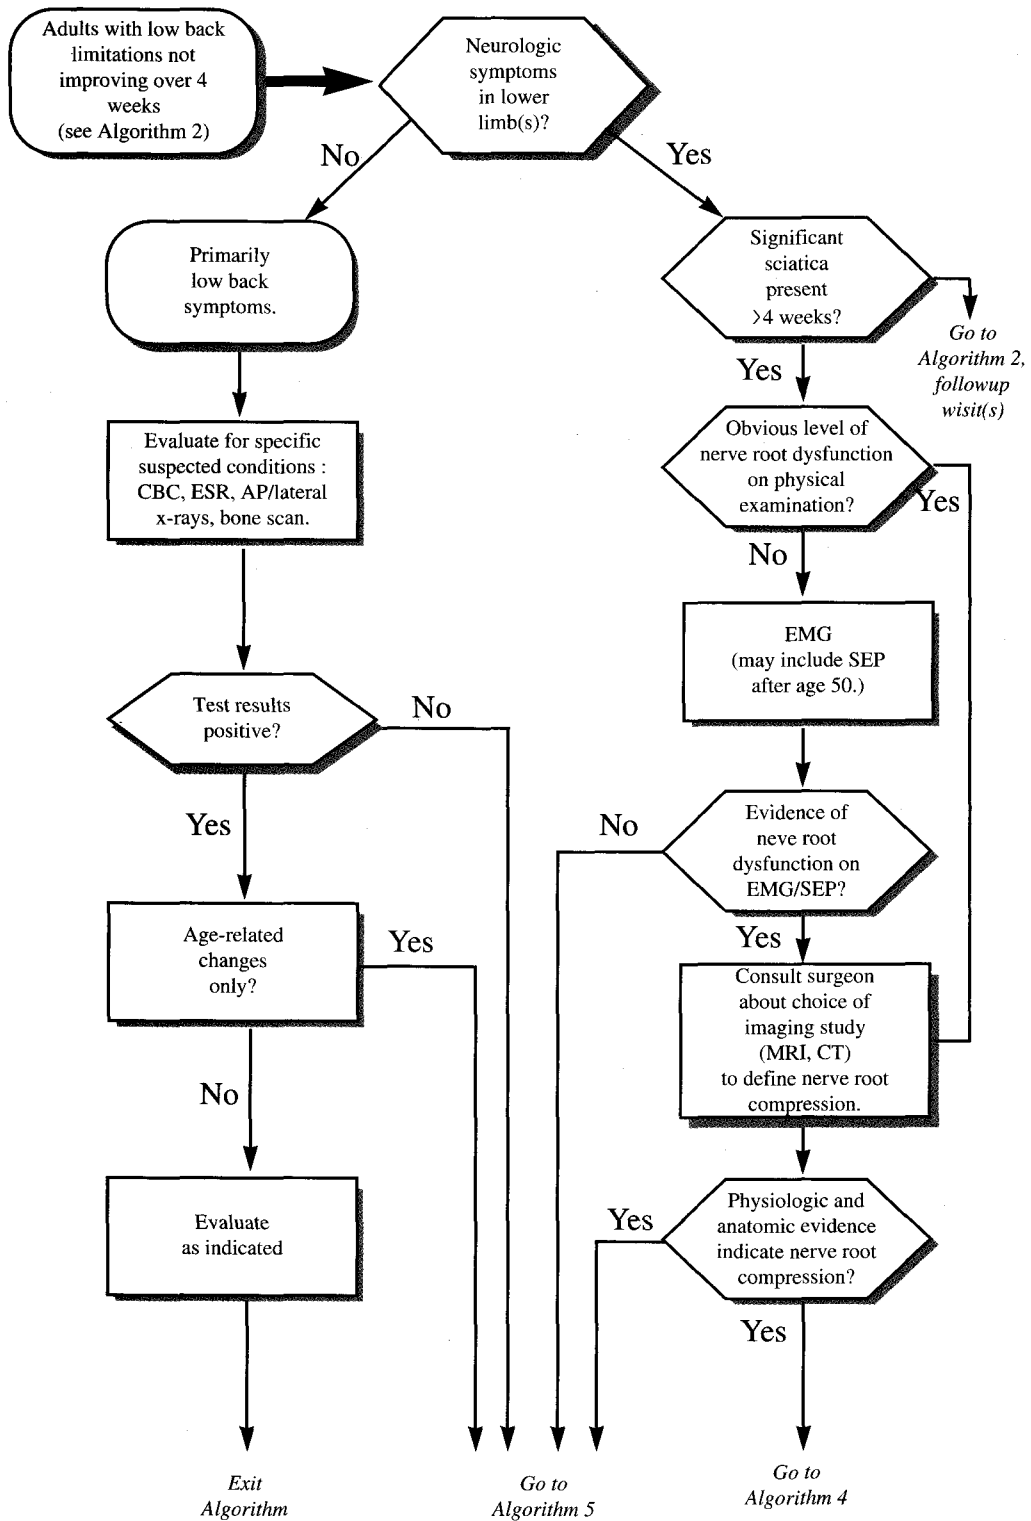 Adults with low back
limitations not
improving over 4
weeks
(see Algorithm 2)
Neurologic
symptoms
in lower
limb(s)?
No
Yes
Primarily
low back
symptoms.
Significant
sciatica
present
>4 weeks?
Go to
Algorithm 2,
followup
wisit(s)
Yes
Evaluate for specific
suspected conditions :
CBC, ESR, AP/lateral
x-rays, bone scan.
Obvious level of
nerve root dysfunction
on physical
examination?
Yes
No
EMG
(may include SEP
after age 50.)
Test results
positive?
No
Yes
Evidence of
neve root
dysfunction on
EMG/SEP?
No
Yes
Age-related
changes
only?
Yes
No
Consult surgeon
about choice of
imaging study
(MRI, CT)
to define nerve root
compression.
Evaluate
as indicated
Physiologic and
anatomic evidence
indicate nerve root
compression?
Yes
Yes
Exit
Algorithm
Go to
Algorithm 5
Go to
Algorithm 4